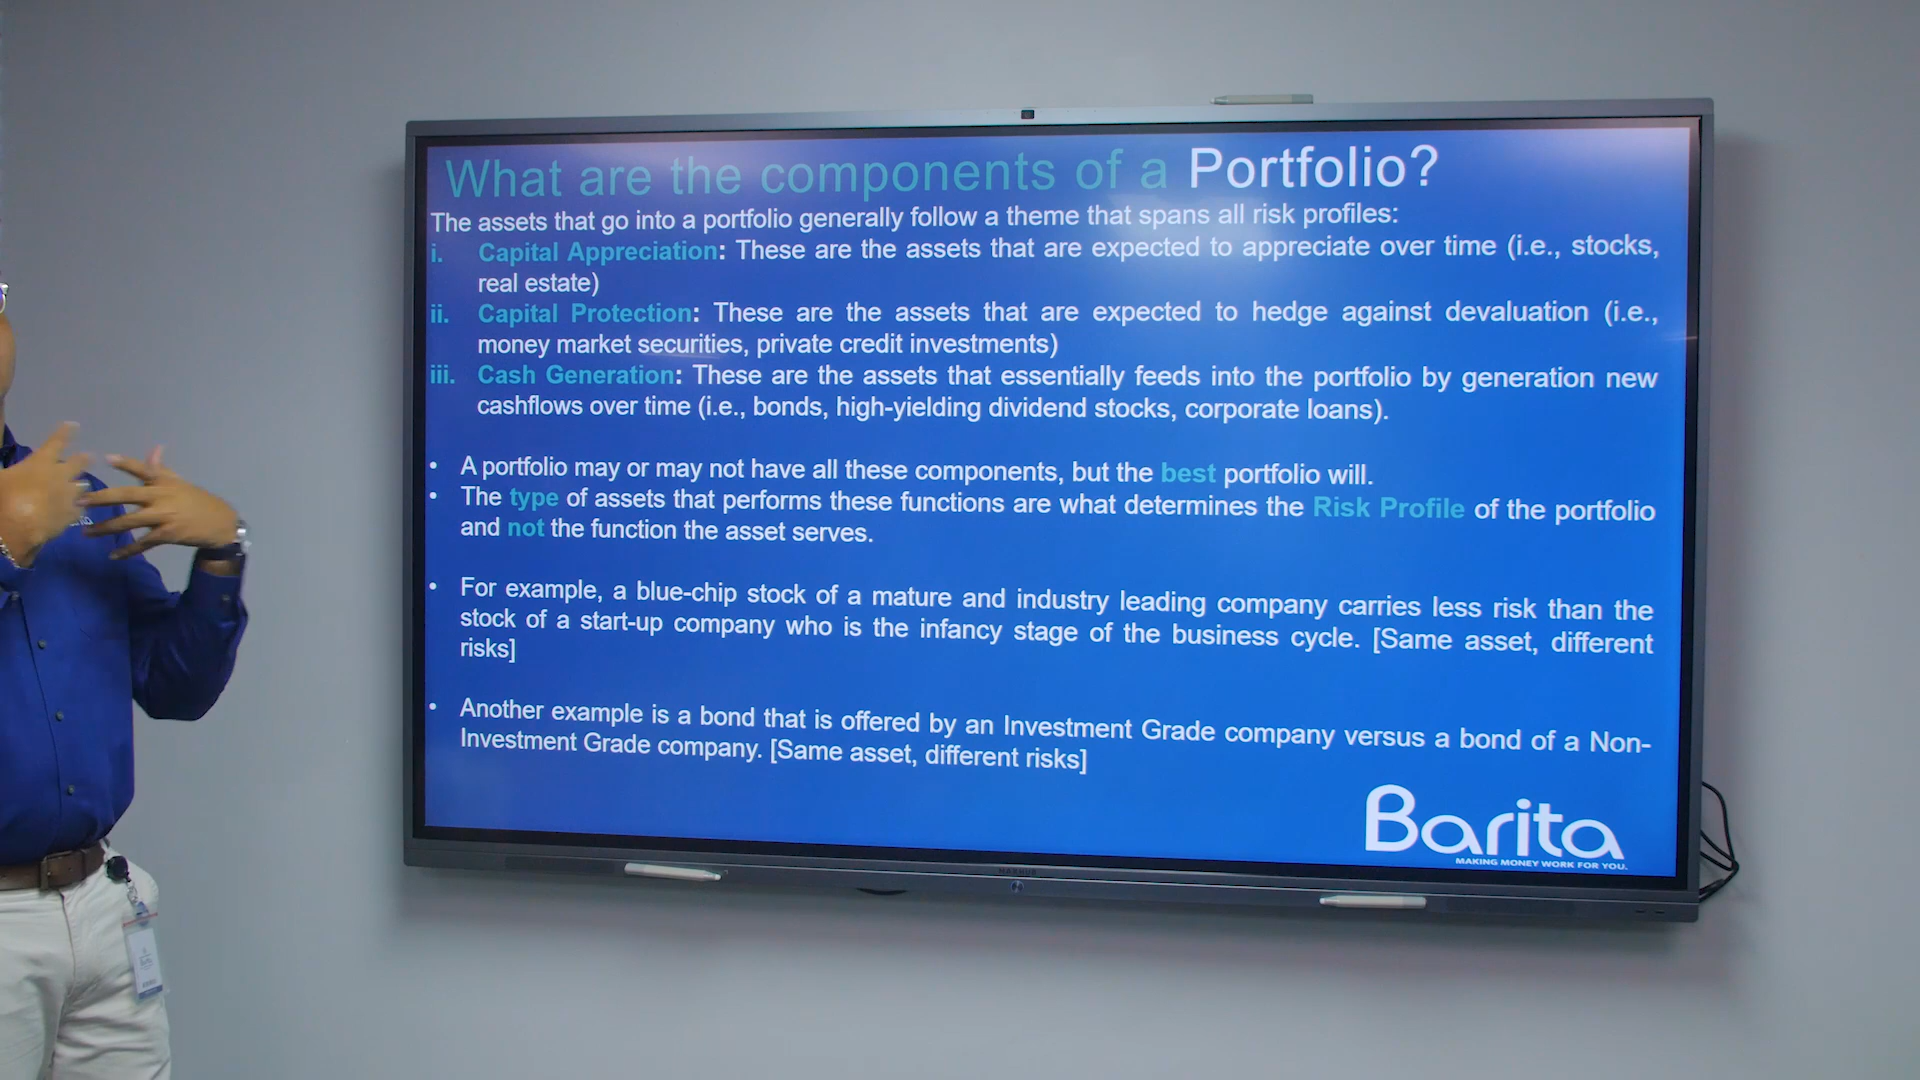 What are the components of a Portfolio?
The assets that go into a portfolio generally follow a theme that spans all risk profiles:
i. Capital Appreciation: These are the assets that are expected to appreciate over time (i.e., stocks,
real estate)
ii. Capital Protection: These are the assets that are expected to hedge against devaluation (i.e.,
money market securities, private credit investments)
iii. Cash Generation: These are the assets that essentially feeds into the portfolio by generation new
cashflows over time (i.e., bonds, high-yielding dividend stocks, corporate loans).
• A portfolio may or may not have all these components, but the best portfolio will.
• The type of assets that performs these functions are what determines the Risk Profile of the portfolio
and not the function the asset serves.
• For example, a blue-chip stock of a mature and industry leading company carries less risk than the
stock of a start-up company who is the infancy stage of the business cycle. [Same asset, different
risks]
• Another example is a bond that is offered by an Investment Grade company versus a bond of a Non-
Investment Grade company. [Same asset, different risks]
Barita
MAKING MONEY WORK FOR YOU.